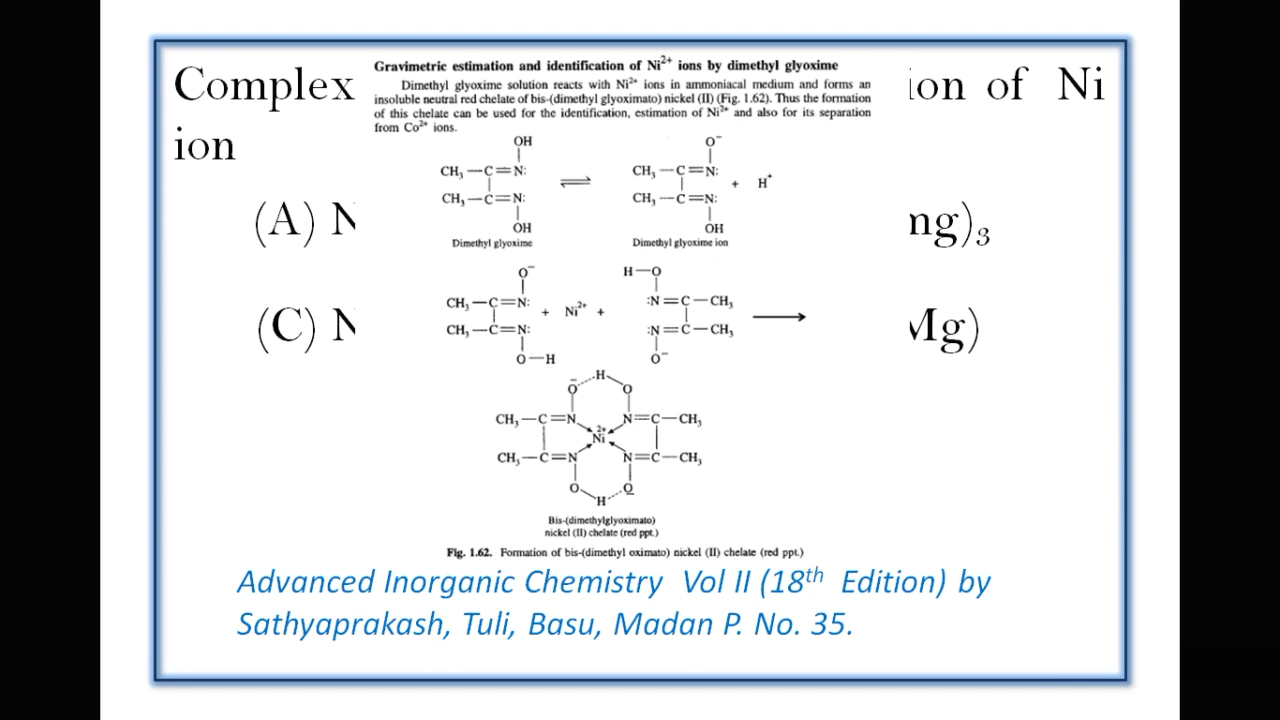 Complex ion of Ni
ion
(A) N ng)₃
(C) N Mg)
Gravimetric estimation and identification of Ni²⁺ ions by dimethyl glyoxime
Dimethyl glyoxime solution reacts with Ni²⁺ ions in ammoniacal medium and forms an
insoluble neutral red chelate of bis-(dimethyl glyoximato) nickel (II) (Fig. 1.62). Thus the formation
of this chelate can be used for the identification, estimation of Ni²⁺ and also for its separation
from Co²⁺ ions.
OH O⁻
CH₃—C=N: CH₃—C=N:
+ H⁺
CH₃—C=N: CH₃—C=N:
OH OH
Dimethyl glyoxime Dimethyl glyoxime ion
O⁻ H—O
CH₃—C=N: :N=C—CH₃
+ Ni²⁺ +
CH₃—C=N: :N=C—CH₃
O—H O⁻
H
O⁻ O
CH₃—C=N N=C—CH₃
Ni²⁺
CH₃—C=N N=C—CH₃
O O
H
Bis-(dimethylglyoximato)
nickel (II) chelate (red ppt.)
Fig. 1.62. Formation of bis-(dimethyl oximato) nickel (II) chelate (red ppt.)
Advanced Inorganic Chemistry Vol II (18th Edition) by
Sathyaprakash, Tuli, Basu, Madan P. No. 35.